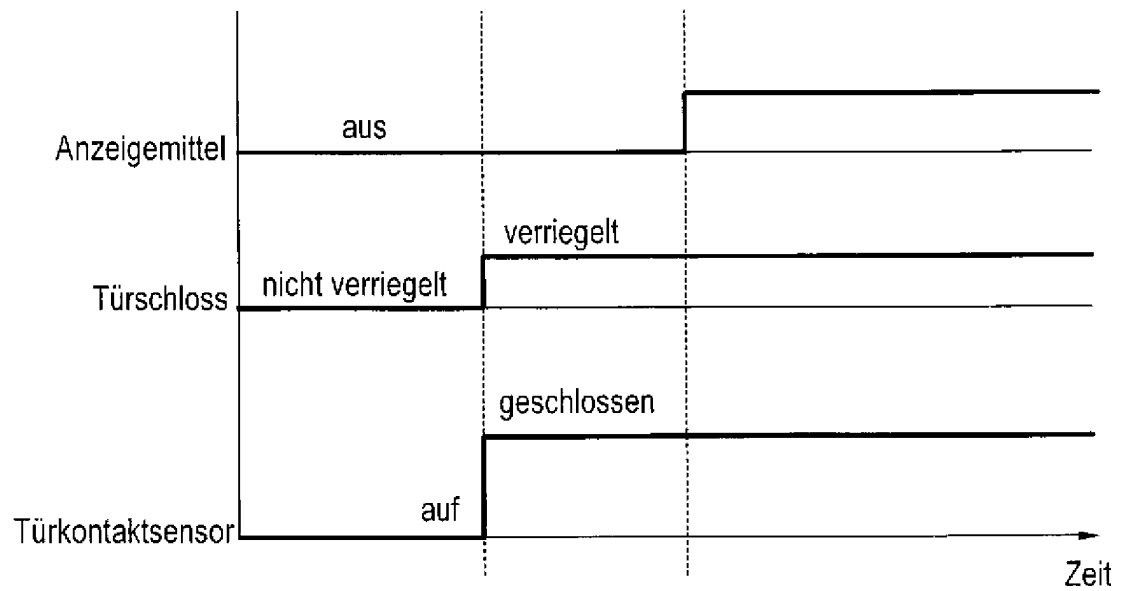 aus
Anzeigemittel
verriegelt
nicht verriegelt
Türschloss
geschlossen
auf
Türkontaktsensor
Zeit